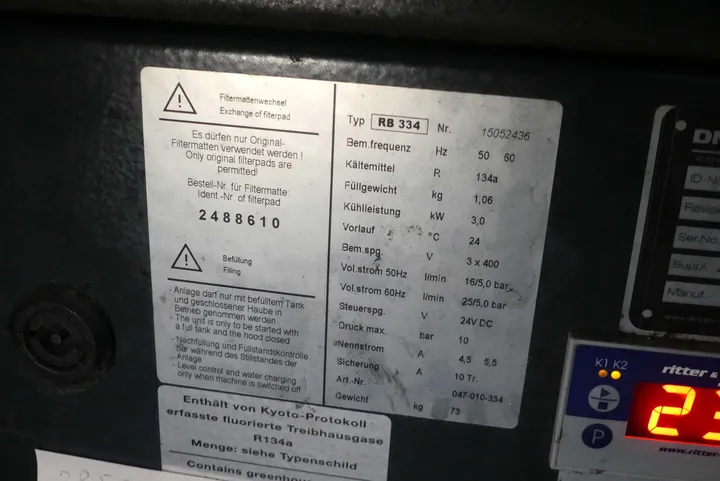 Filtermattenwechsel
Exchange of filterpad
Es dürfen nur Original-
Filtermatten verwendet werden !
Only original filterpads are
permitted !
Bestell-Nr. für Filtermatte:
Ident.-Nr. of filterpad
2488610
Befüllung
Filling
- Anlage darf nur mit befülltem Tank
und geschlossener Haube in
Betrieb genommen werden
- The unit is only to be started with
a full tank and the hood closed
- Nachfüllung und Füllstandskontrolle
nur während des Stillstandes der
Anlage
- Level control and water charging
only when machine is switched off
Typ RB 334 Nr. 15052436
Bem.frequenz Hz 50 60
Kältemittel R 134a
Füllgewicht kg 1,06
Kühlleistung kW 3,0
Vorlauf °C 24
Bem.spg. V 3 x 400
Vol.strom 50Hz l/min 16/5,0 bar
Vol.strom 60Hz l/min 25/5,0 bar
Steuerspg. V 24V DC
Druck max. bar 10
Nennstrom A 4,5 5,5
Sicherung A 10 Tr.
Art.-Nr. 047-010-334
Gewicht kg 73
Enthält von Kyoto-Protokoll
erfasste fluorierte Treibhausgase
R134a
Menge: siehe Typenschild
ID-No
Ser.No.
Suppl.
Manuf.
K1 K2
ritter &
P